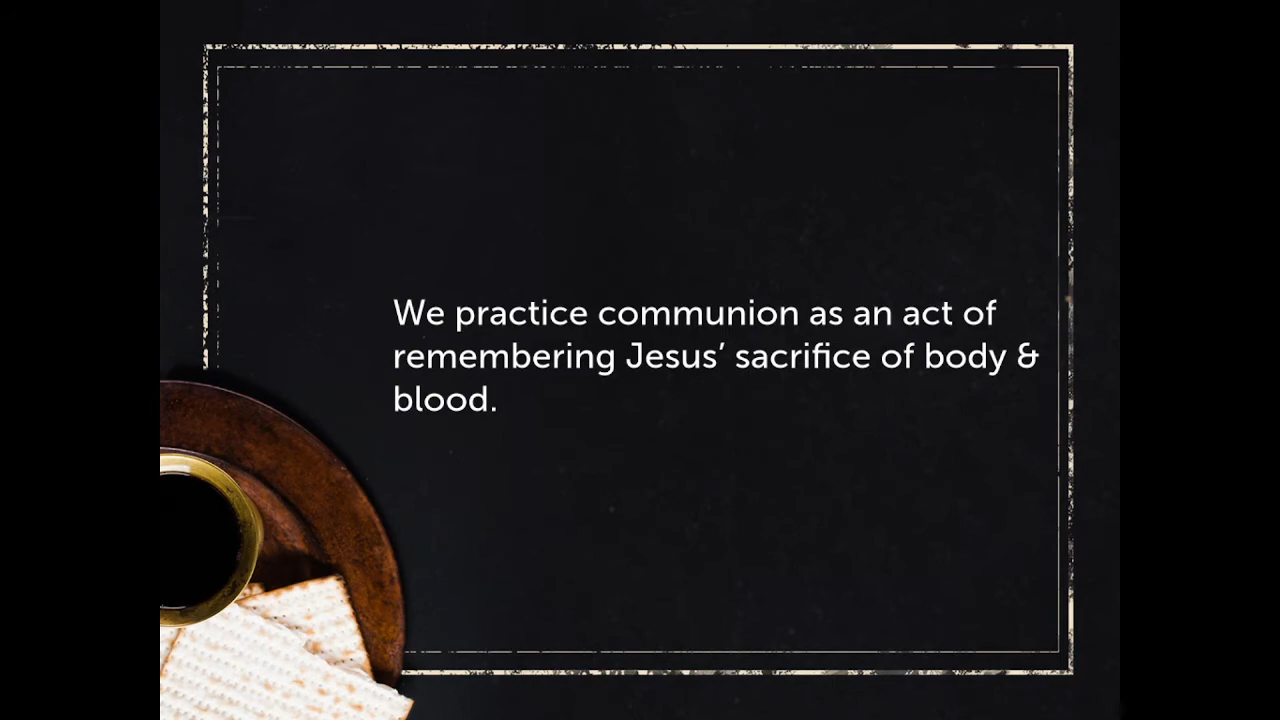 We practice communion as an act of
remembering Jesus’ sacrifice of body &
blood.